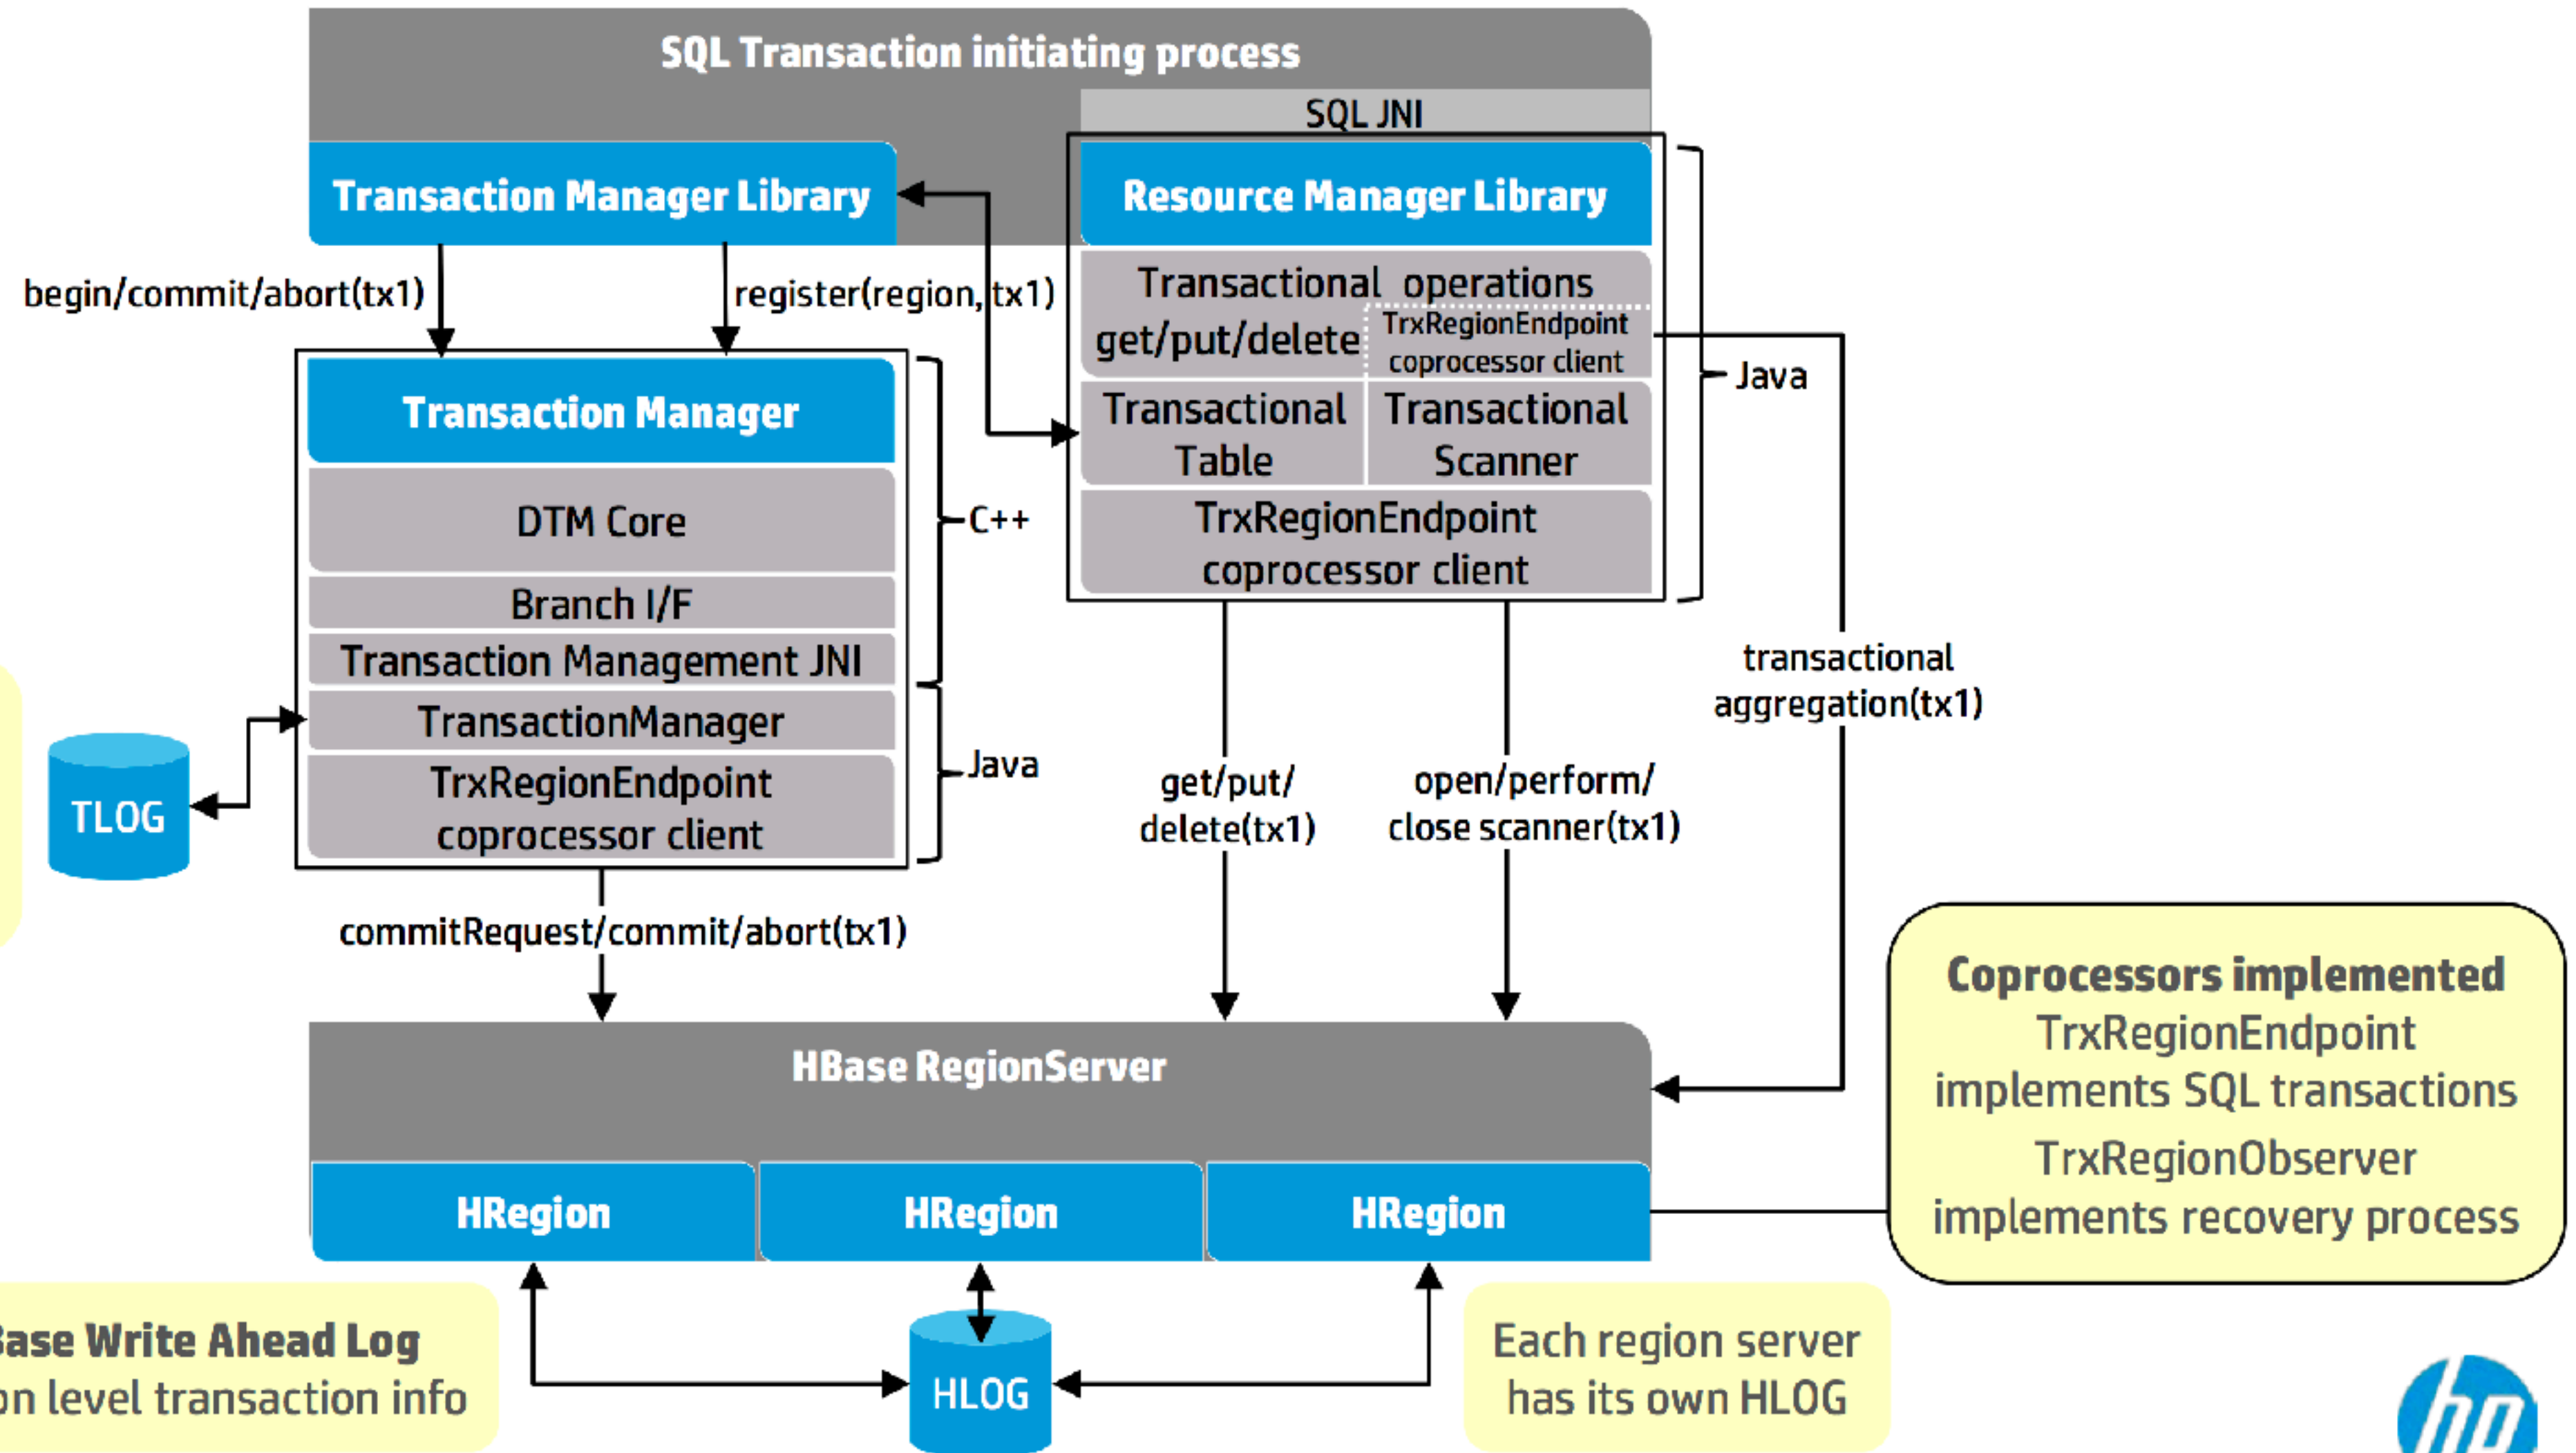 SQL Transaction initiating process
SQL JNI
Transaction Manager Library
Resource Manager Library
begin/commit/abort(tx1)
register(region, tx1)
Transactional operations
get/put/delete
TrxRegionEndpoint
coprocessor client
Java
Transactional
Table
Transactional
Scanner
TrxRegionEndpoint
coprocessor client
Transaction Manager
DTM Core
C++
Branch I/F
Transaction Management JNI
TransactionManager
TrxRegionEndpoint
coprocessor client
Java
TLOG
transactional
aggregation(tx1)
get/put/
delete(tx1)
open/perform/
close scanner(tx1)
commitRequest/commit/abort(tx1)
HBase RegionServer
HRegion
HRegion
HRegion
Coprocessors implemented
TrxRegionEndpoint
implements SQL transactions
TrxRegionObserver
implements recovery process
Write Ahead Log
level transaction info
HLOG
Each region server
has its own HLOG
hp